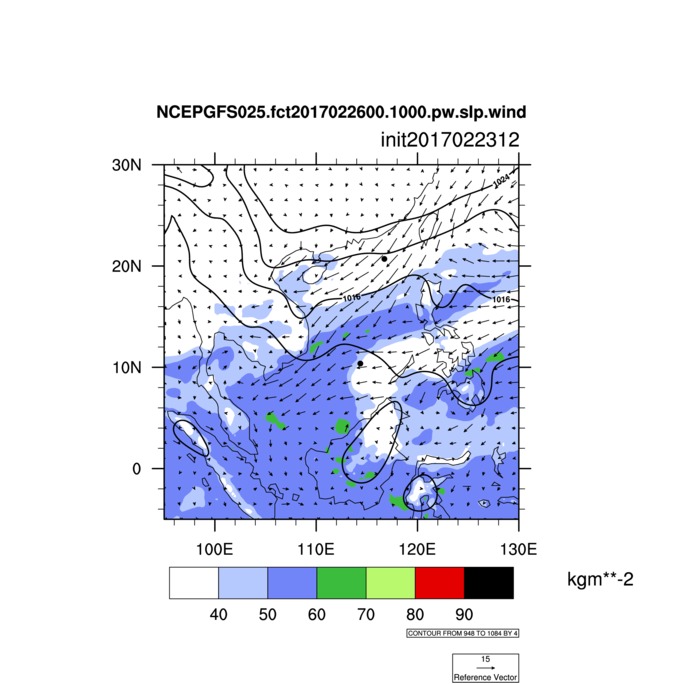 NCEPGFS025.fct2017022600.1000.pw.slp.wind
init2017022312
30N
1024
20N
1016
1016
10N
0
100E 110E 120E 130E
kgm**-2
40 50 60 70 80 90
CONTOUR FROM 948 TO 1084 BY 4
15
Reference Vector